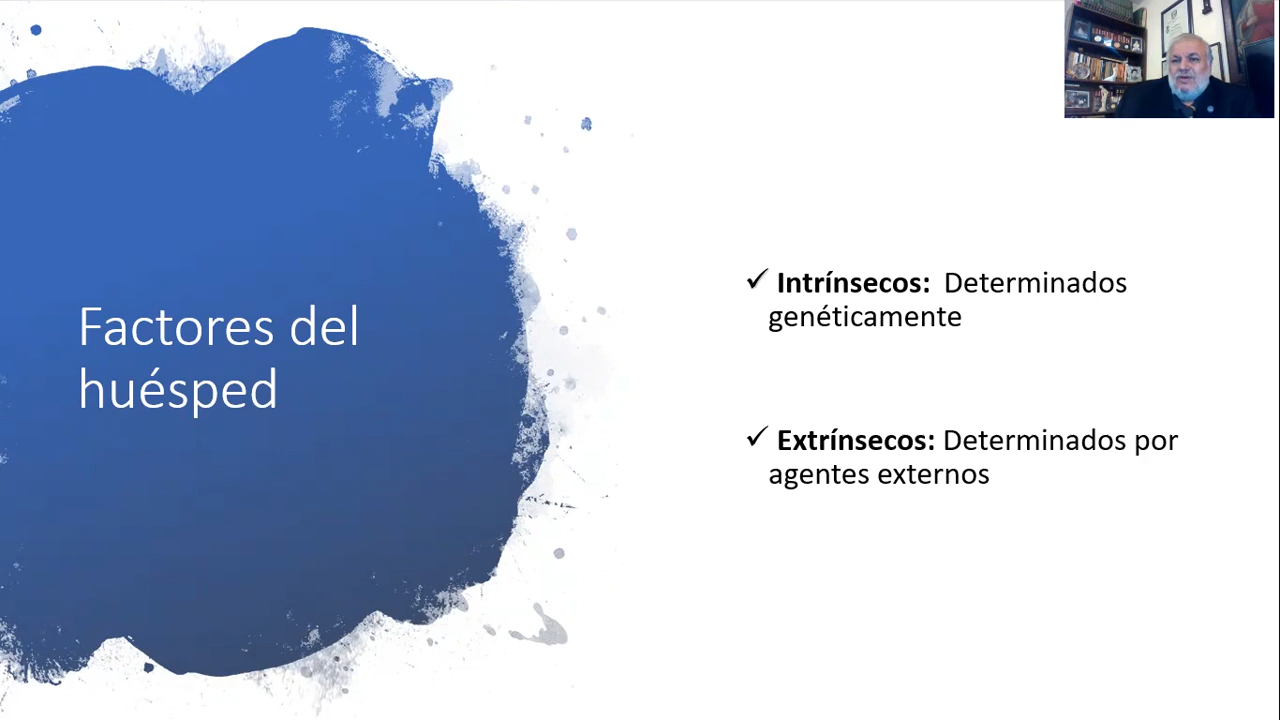 Factores del
huésped
✓ Intrínsecos: Determinados
genéticamente
✓ Extrínsecos: Determinados por
agentes externos